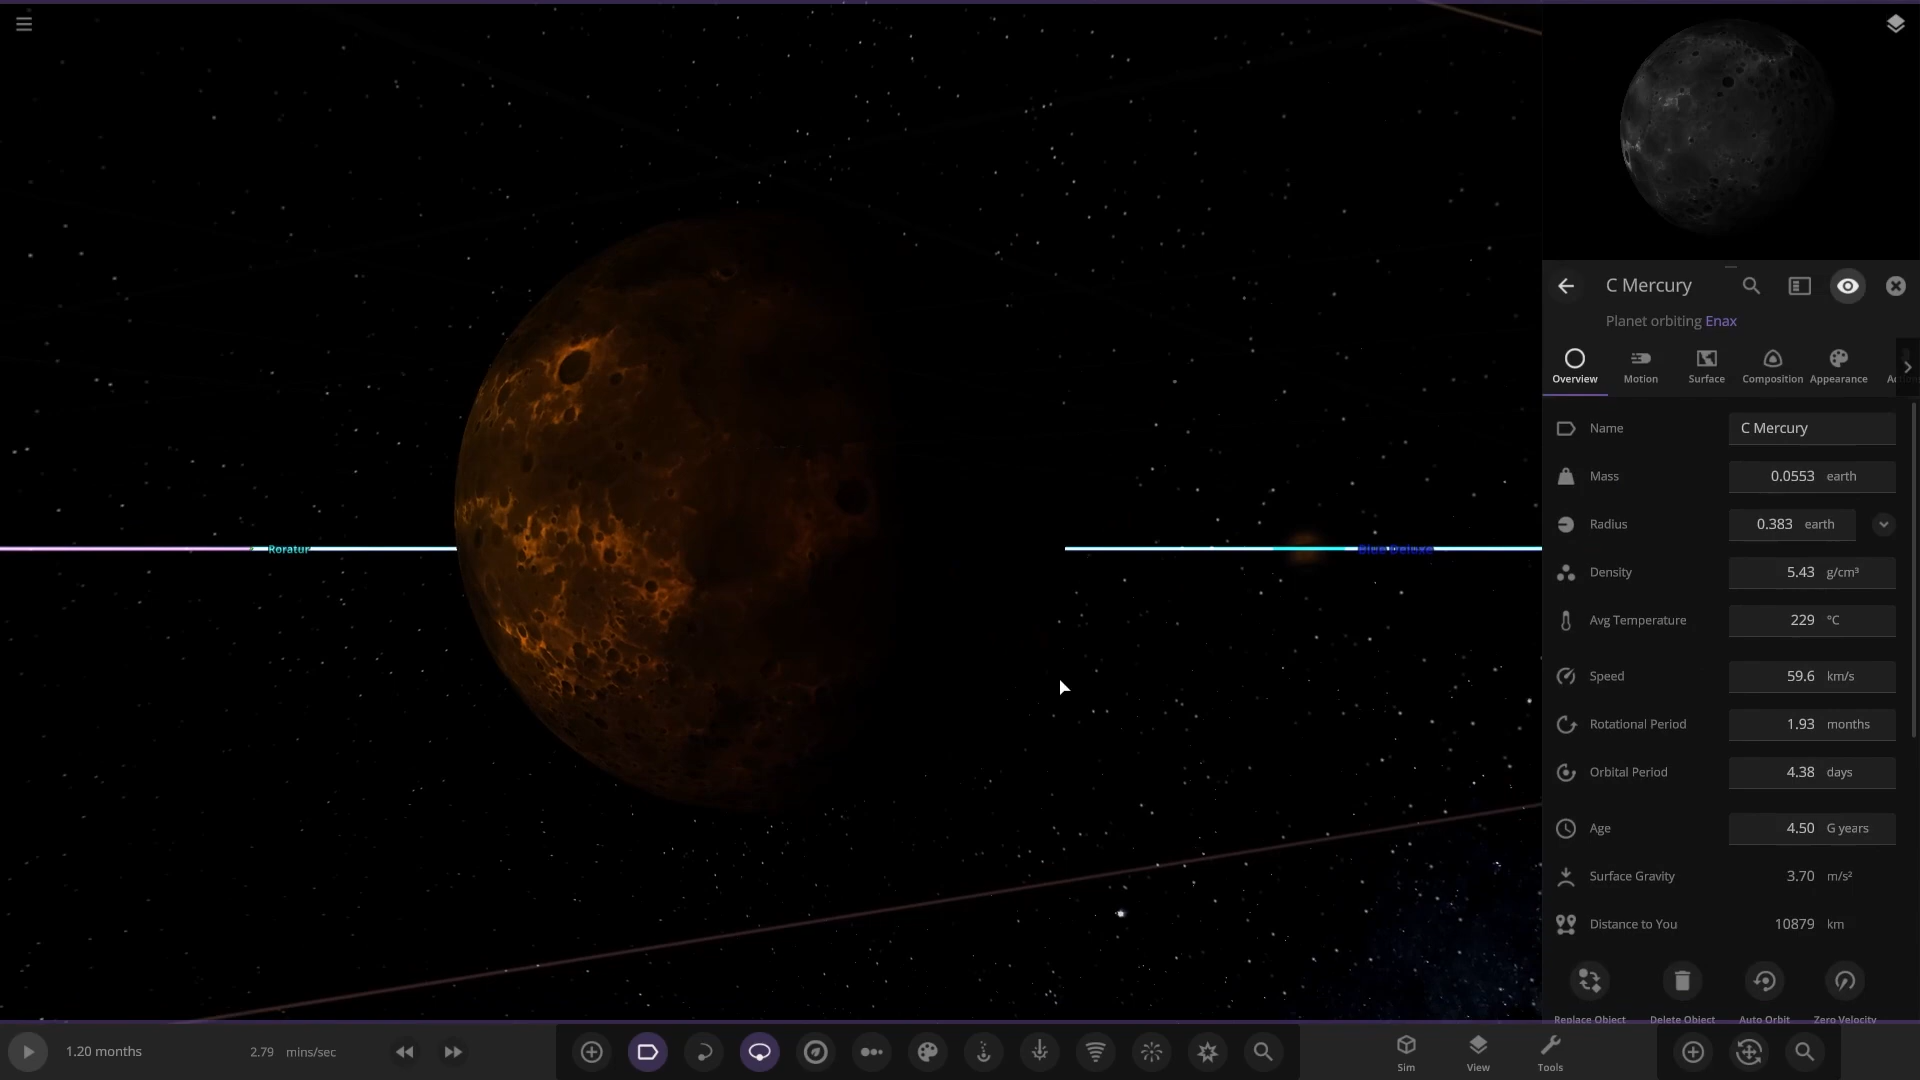 C Mercury
Planet orbiting Enax
Overview Motion Surface Composition Appearance
Name C Mercury
Mass 0.0553 earth
Radius 0.383 earth
Density 5.43 g/cm³
Avg Temperature 229 °C
Speed 59.6 km/s
Rotational Period 1.93 months
Orbital Period 4.38 days
Age 4.50 G years
Surface Gravity 3.70 m/s²
Distance to You 10879 km
Replace Object Delete Object Auto Orbit Zero Velocity
Roratur
1.20 months 2.79 mins/sec
Sim View Tools